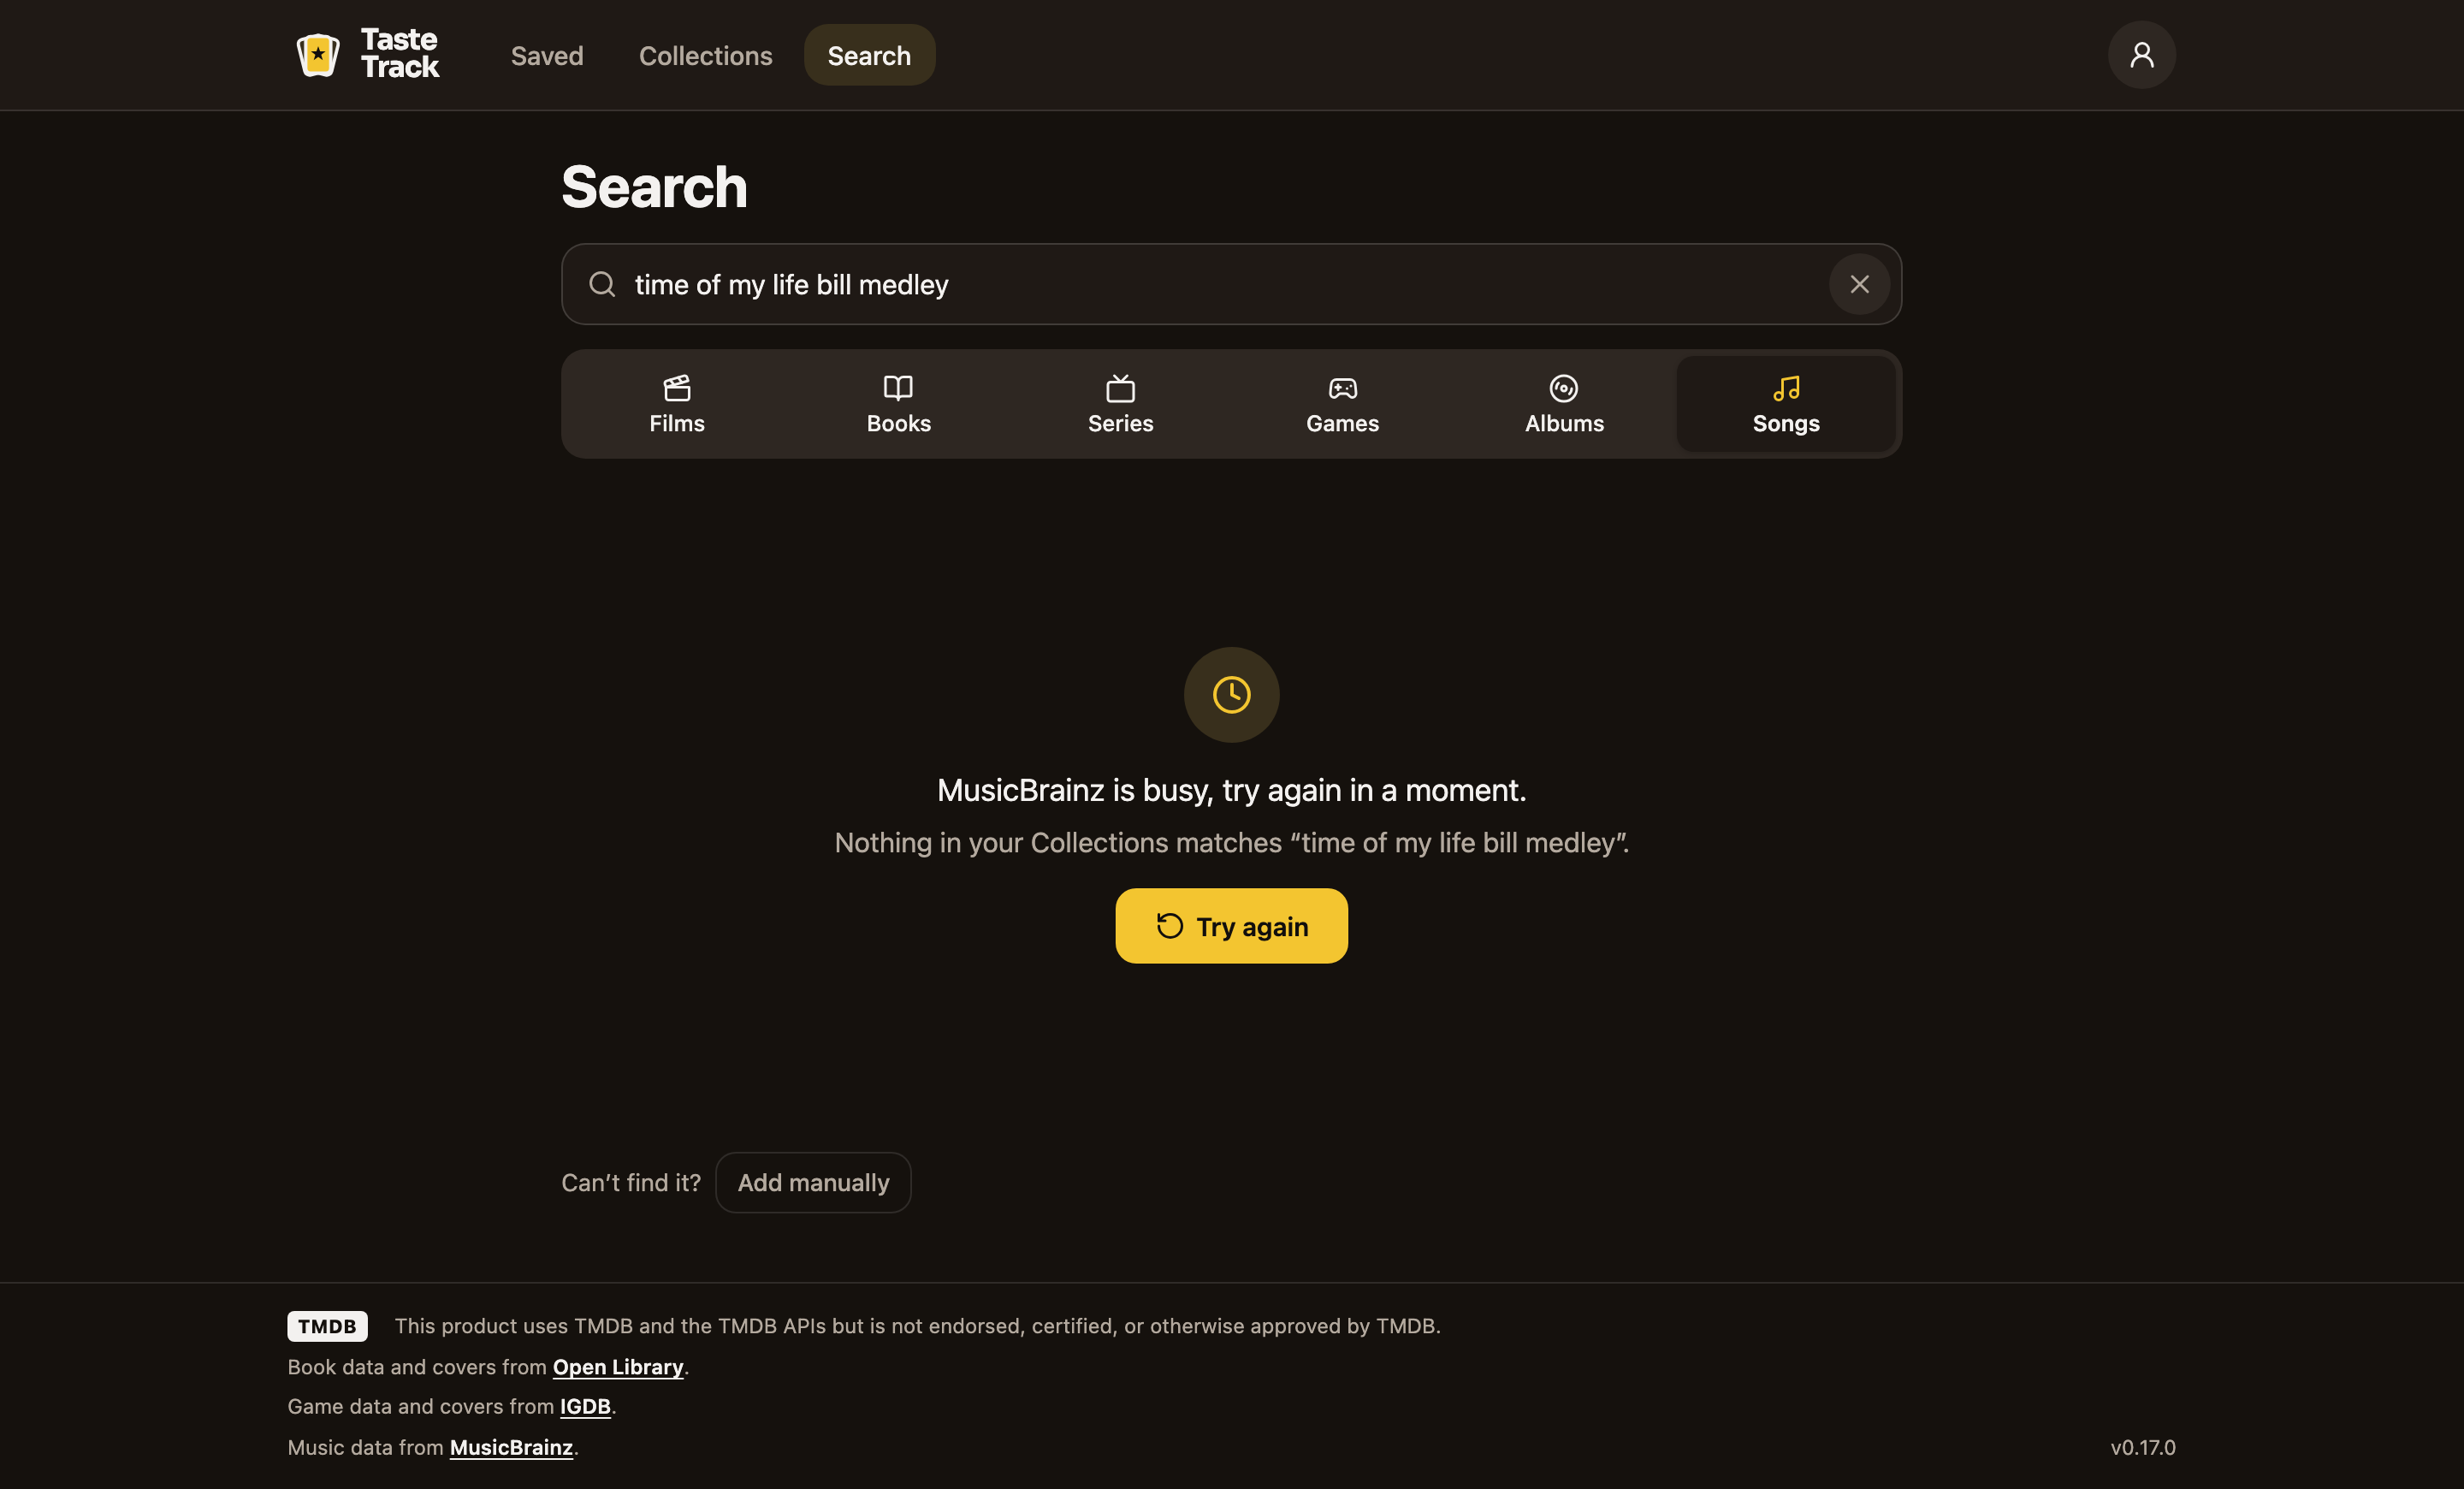 Taste
Track
Saved
Collections
Search
Search
time of my life bill medley
Films
Books
Series
Games
Albums
Songs
MusicBrainz is busy, try again in a moment.
Nothing in your Collections matches “time of my life bill medley”.
Try again
Can’t find it?
Add manually
TMDB This product uses TMDB and the TMDB APIs but is not endorsed, certified, or otherwise approved by TMDB.
Book data and covers from Open Library.
Game data and covers from IGDB.
Music data from MusicBrainz.
v0.17.0